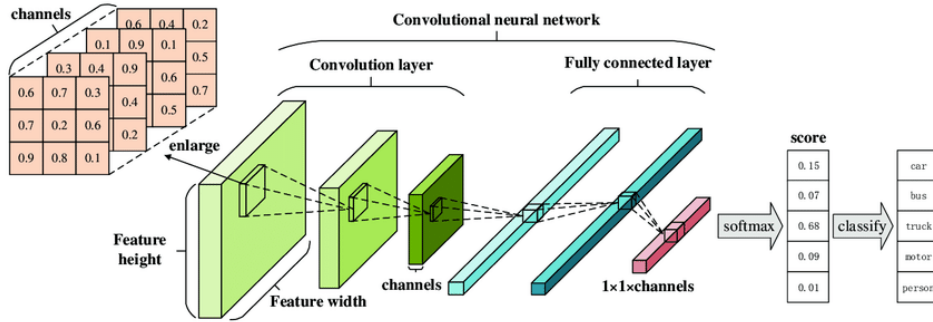 channels
0.6 0.4 0.2
0.1 0.9 0.1
0.5
0.3 0.4 0.9
0.6
0.7
0.6 0.7 0.3
0.4
0.5
0.7 0.2 0.6
0.2
0.9 0.8 0.1
enlarge
Convolutional neural network
Convolution layer
Fully connected layer
Feature
height
Feature width
channels
1×1×channels
softmax
score
0.15
0.07
0.68
0.09
0.01
classify
car
bus
truck
motor
person